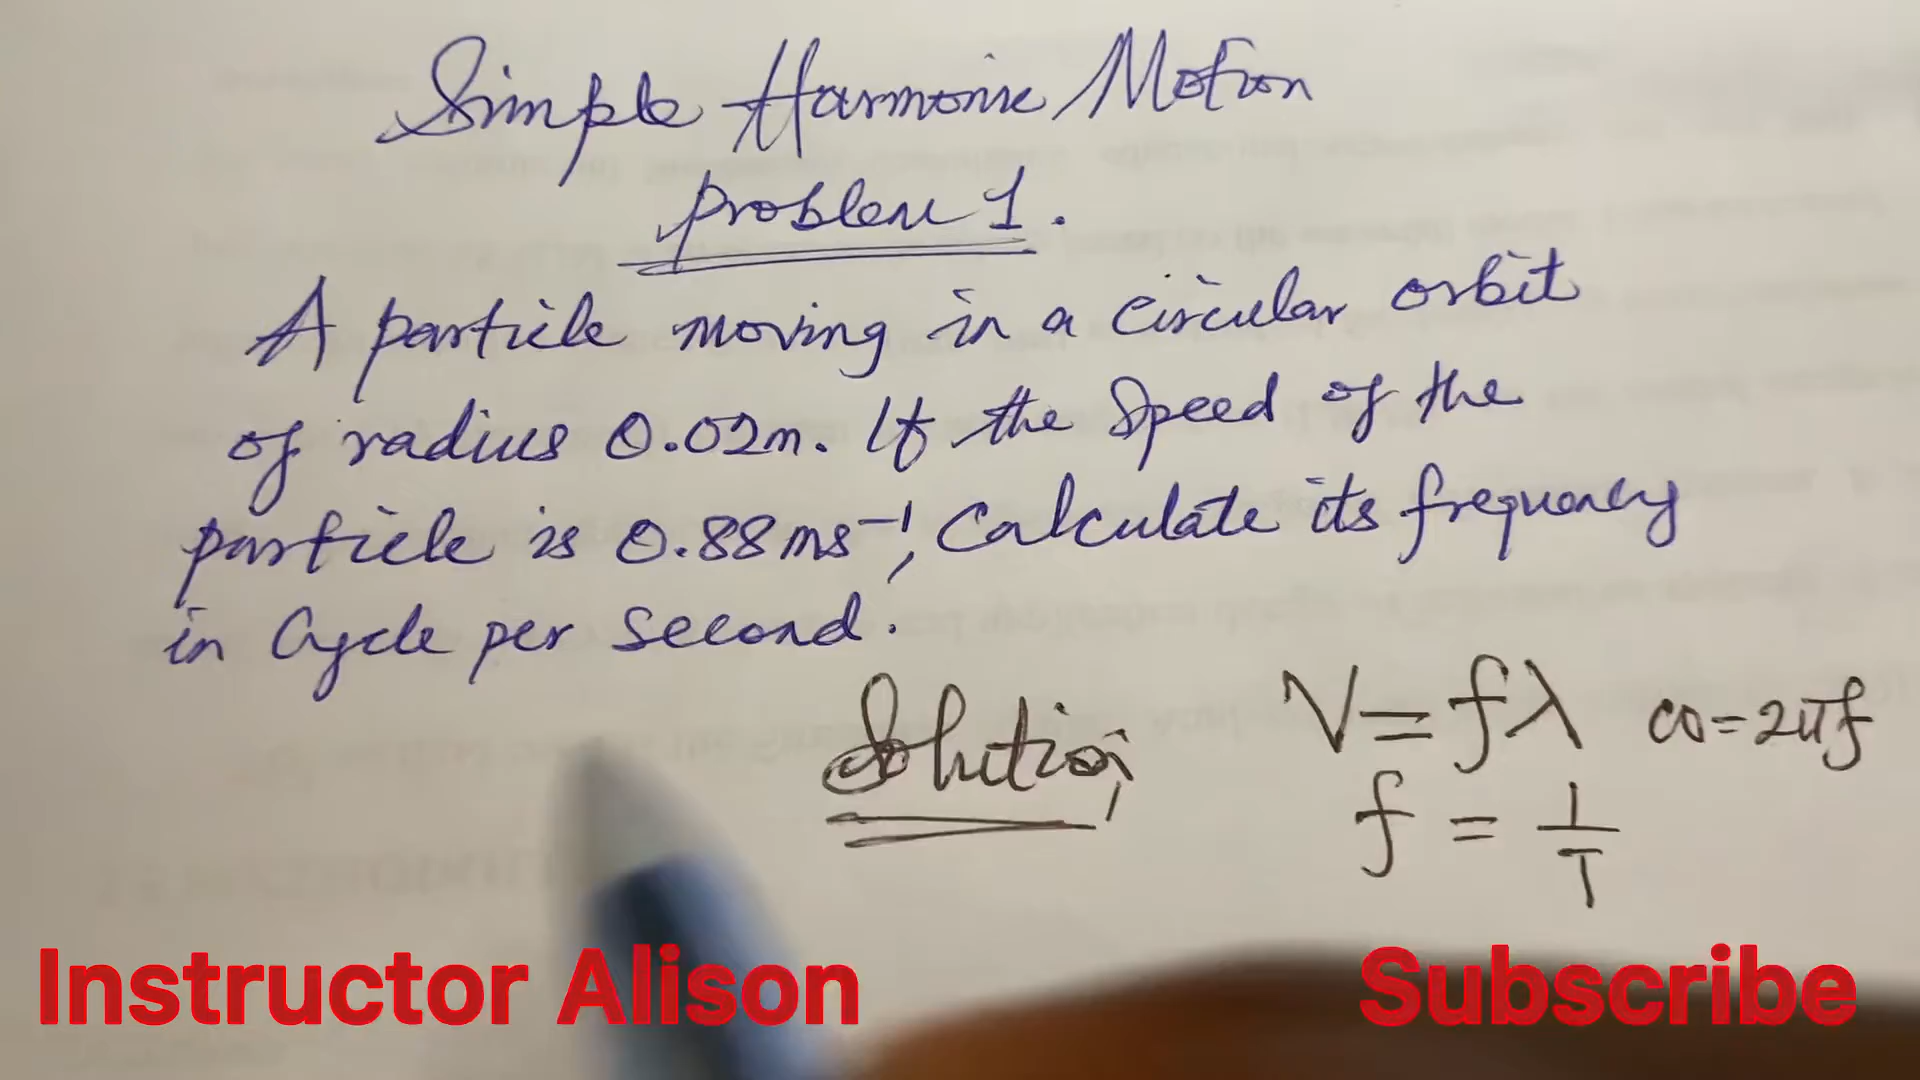 Simple Harmonic Motion
problem 1.
A particle moving in a circular orbit
of radius 0.02m. If the speed of the
particle is 0.88ms⁻¹, Calculate its frequency
in Cycle per second.
Solution;
V = fλ ω = 2πf
f = 1/T
Instructor Alison
Subscribe